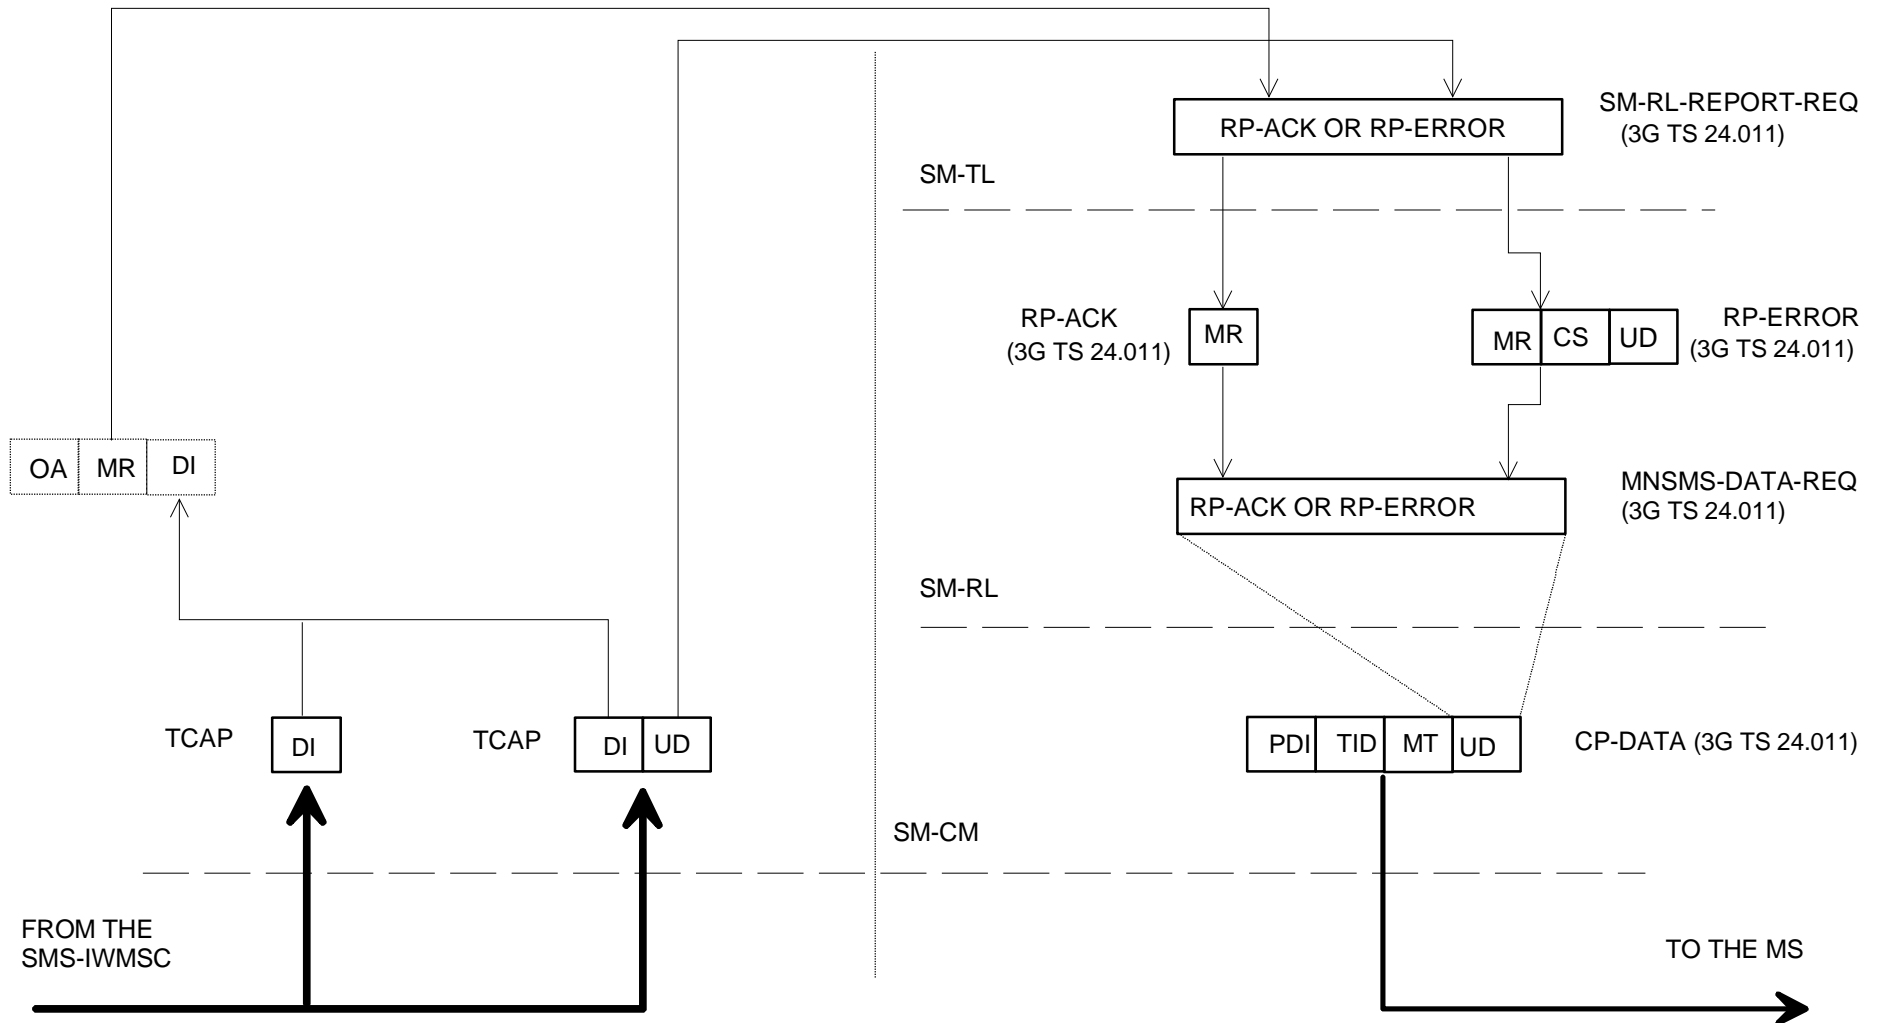 RP-ACK OR RP-ERROR
SM-RL-REPORT-REQ
(3G TS 24.011)
SM-TL
RP-ACK
(3G TS 24.011)
MR
MR CS UD
RP-ERROR
(3G TS 24.011)
OA MR DI
RP-ACK OR RP-ERROR
MNSMS-DATA-REQ
(3G TS 24.011)
SM-RL
TCAP
DI
TCAP
DI UD
PDI TID MT UD
CP-DATA (3G TS 24.011)
SM-CM
FROM THE
SMS-IWMSC
TO THE MS